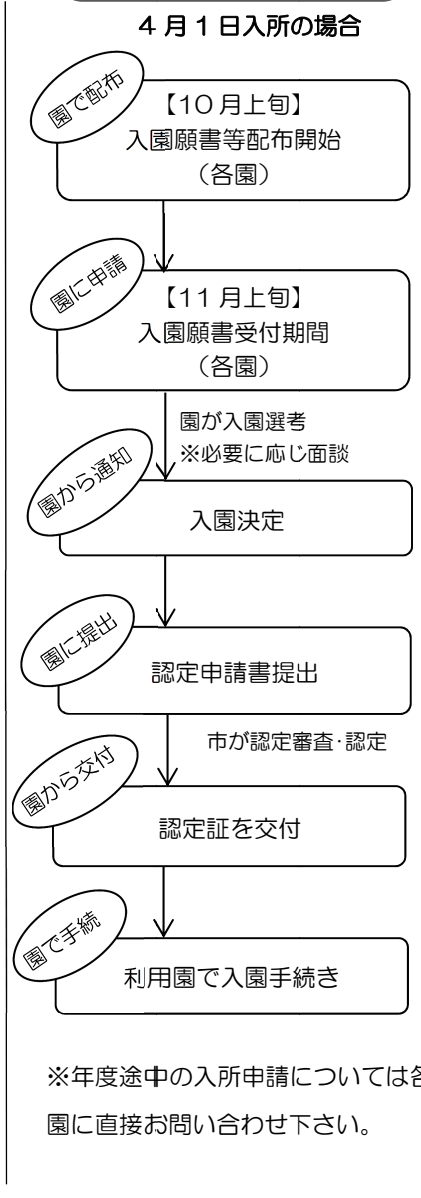 4月1日入所の場合
園で配布
【10月上旬】
入園願書等配布開始
（各園）
園に申請
【11月上旬】
入園願書受付期間
（各園）
園が入園選考
※必要に応じ面談
園から通知
入園決定
園に提出
認定申請書提出
市が認定審査・認定
園から交付
認定証を交付
園で手続
利用園で入園手続き
※年度途中の入所申請については各
園に直接お問い合わせ下さい。